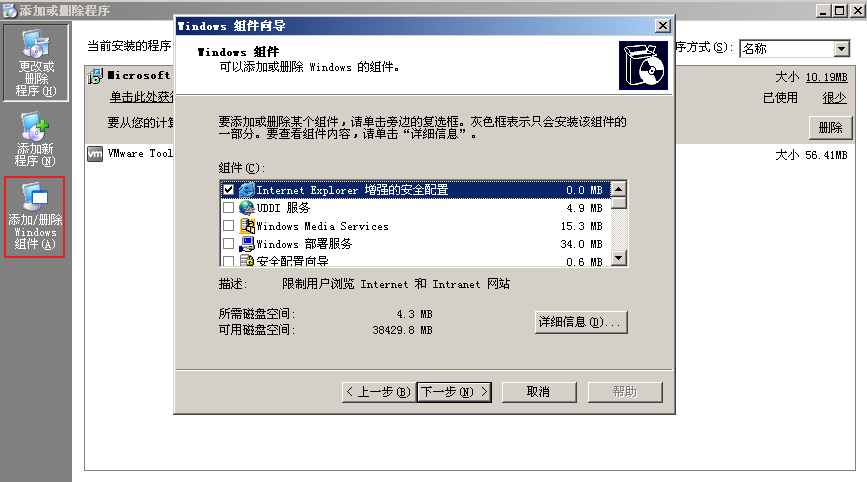 添加或删除程序
更改或
删除
程序(H)
添加新
程序(N)
添加/删除
Windows
组件(A)
当前安装的程序
序方式(S):
名称
Microsoft
大小 10.19MB
单击此处获得
已使用 很少
要从您的计算
删除
VMware Tool
大小 56.41MB
Windows 组件向导
Windows 组件
可以添加或删除 Windows 的组件。
要添加或删除某个组件，请单击旁边的复选框。灰色框表示只会安装该组件的
一部分。要查看组件内容，请单击“详细信息”。
组件(C):
Internet Explorer 增强的安全配置 0.0 MB
UDDI 服务 4.9 MB
Windows Media Services 15.3 MB
Windows 部署服务 34.0 MB
安全配置向导 0.6 MB
描述: 限制用户浏览 Internet 和 Intranet 网站
所需磁盘空间: 4.3 MB
可用磁盘空间: 38429.8 MB
详细信息(D)...
< 上一步(B) 下一步(N) > 取消 帮助
vm